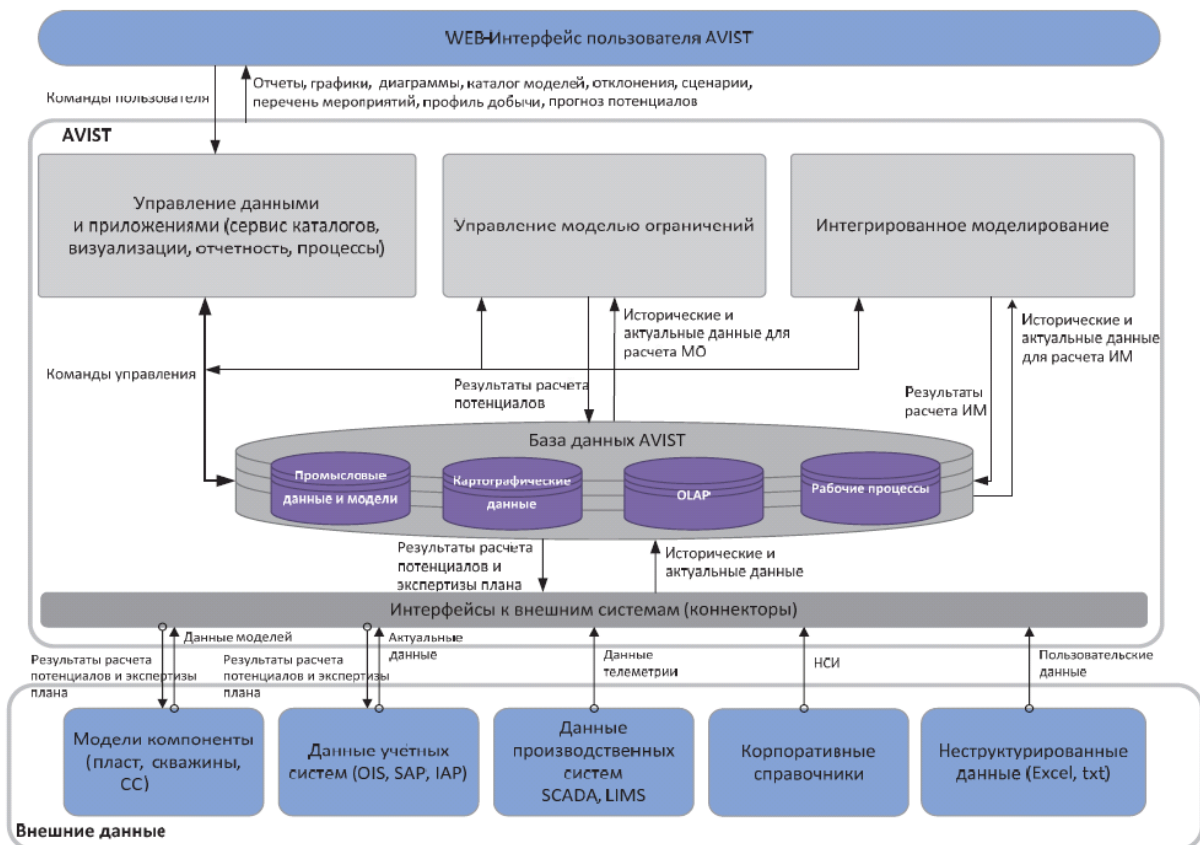 WEB-Интерфейс пользователя AVIST
Команды пользователя
Отчеты, графики, диаграммы, каталог моделей, отклонения, сценарии,
перечень мероприятий, профиль добычи, прогноз потенциалов
AVIST
Управление данными
и приложениями (сервис каталогов,
визуализации, отчетность, процессы)
Управление моделью ограничений
Интегрированное моделирование
Команды управления
Исторические и
актуальные данные для
расчета МО
Результаты расчета
потенциалов
Исторические и
актуальные данные
для расчета ИМ
Результаты
расчета ИМ
База данных AVIST
Промысловые
данные и модели
Картографические
данные
OLAP
Рабочие процессы
Результаты расчета
потенциалов и
экспертизы плана
Исторические и
актуальные данные
Интерфейсы к внешним системам (коннекторы)
Данные моделей
Результаты расчета
потенциалов и экспертизы
плана
Актуальные
данные
Результаты расчета
потенциалов и экспертизы
плана
Данные
телеметрии
НСИ
Пользовательские
данные
Модели компоненты
(пласт, скважины,
СС)
Данные учётных
систем (OIS, SAP, IAP)
Данные
производственных
систем
SCADA, LIMS
Корпоративные
справочники
Неструктурированные
данные (Excel, txt)
Внешние данные